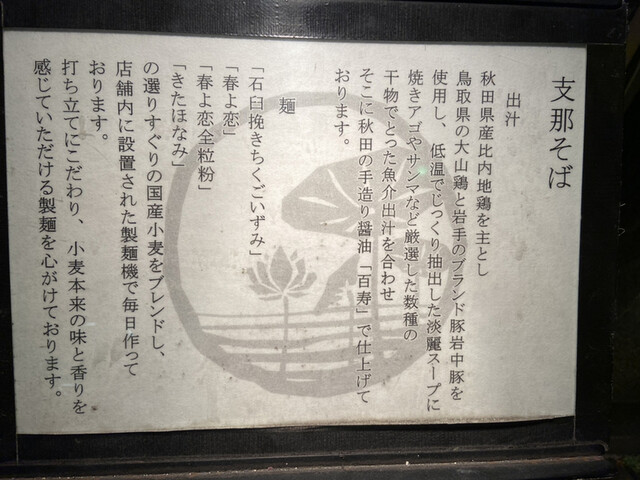 支那そば
出汁
秋田県産比内地鶏を主とし
鳥取県の大山鶏と岩手のブランド豚岩中豚を
使用し、低温でじっくり抽出した淡麗スープに
焼きアゴやサンマなど厳選した数種の
干物でとった魚介出汁を合わせ
そこに秋田の手造り醤油「百寿」で仕上げて
おります。
麺
「石臼挽きちくごいずみ」
「春よ恋」
「春よ恋全粒粉」
「きたほなみ」
の選りすぐりの国産小麦をブレンドし、
店舗内に設置された製麺機で毎日作って
おります。
打ち立てにこだわり、小麦本来の味と香りを
感じていただける製麺を心がけております。